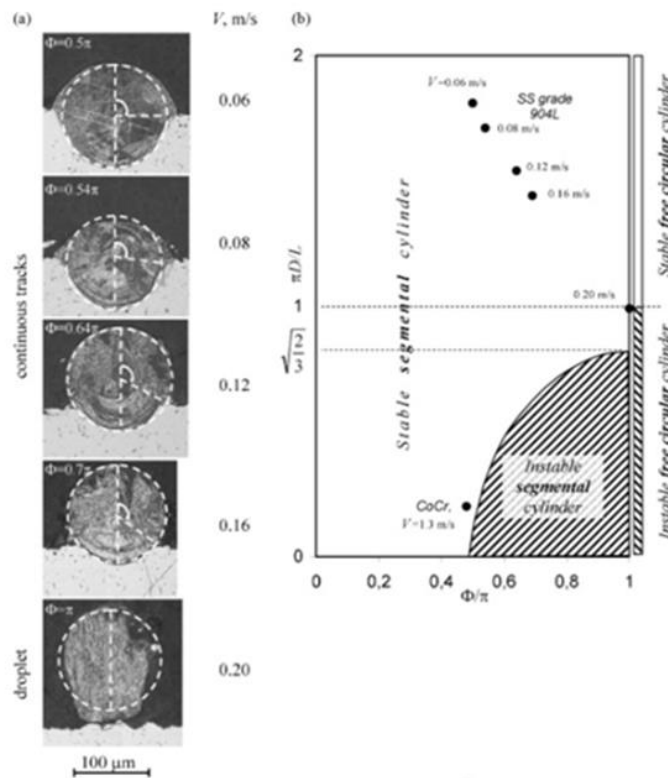 (a)
V, m/s
(b)
continuous tracks
droplet
Φ=0.5π
0.06
Φ=0.54π
0.08
Φ=0.64π
0.12
Φ=0.7π
0.16
Φ=π
0.20
100 μm
2
πD/L
1
√2/3
0
V=0.06 m/s
SS grade
904L
0.08 m/s
0.12 m/s
0.16 m/s
0.20 m/s
Stable segmental cylinder
Instable
segmental
cylinder
CoCr,
V=1.3 m/s
0
0,2
0,4
0,6
0,8
1
Φ/π
Stable free circular cylinder
Instable free circular cylinder